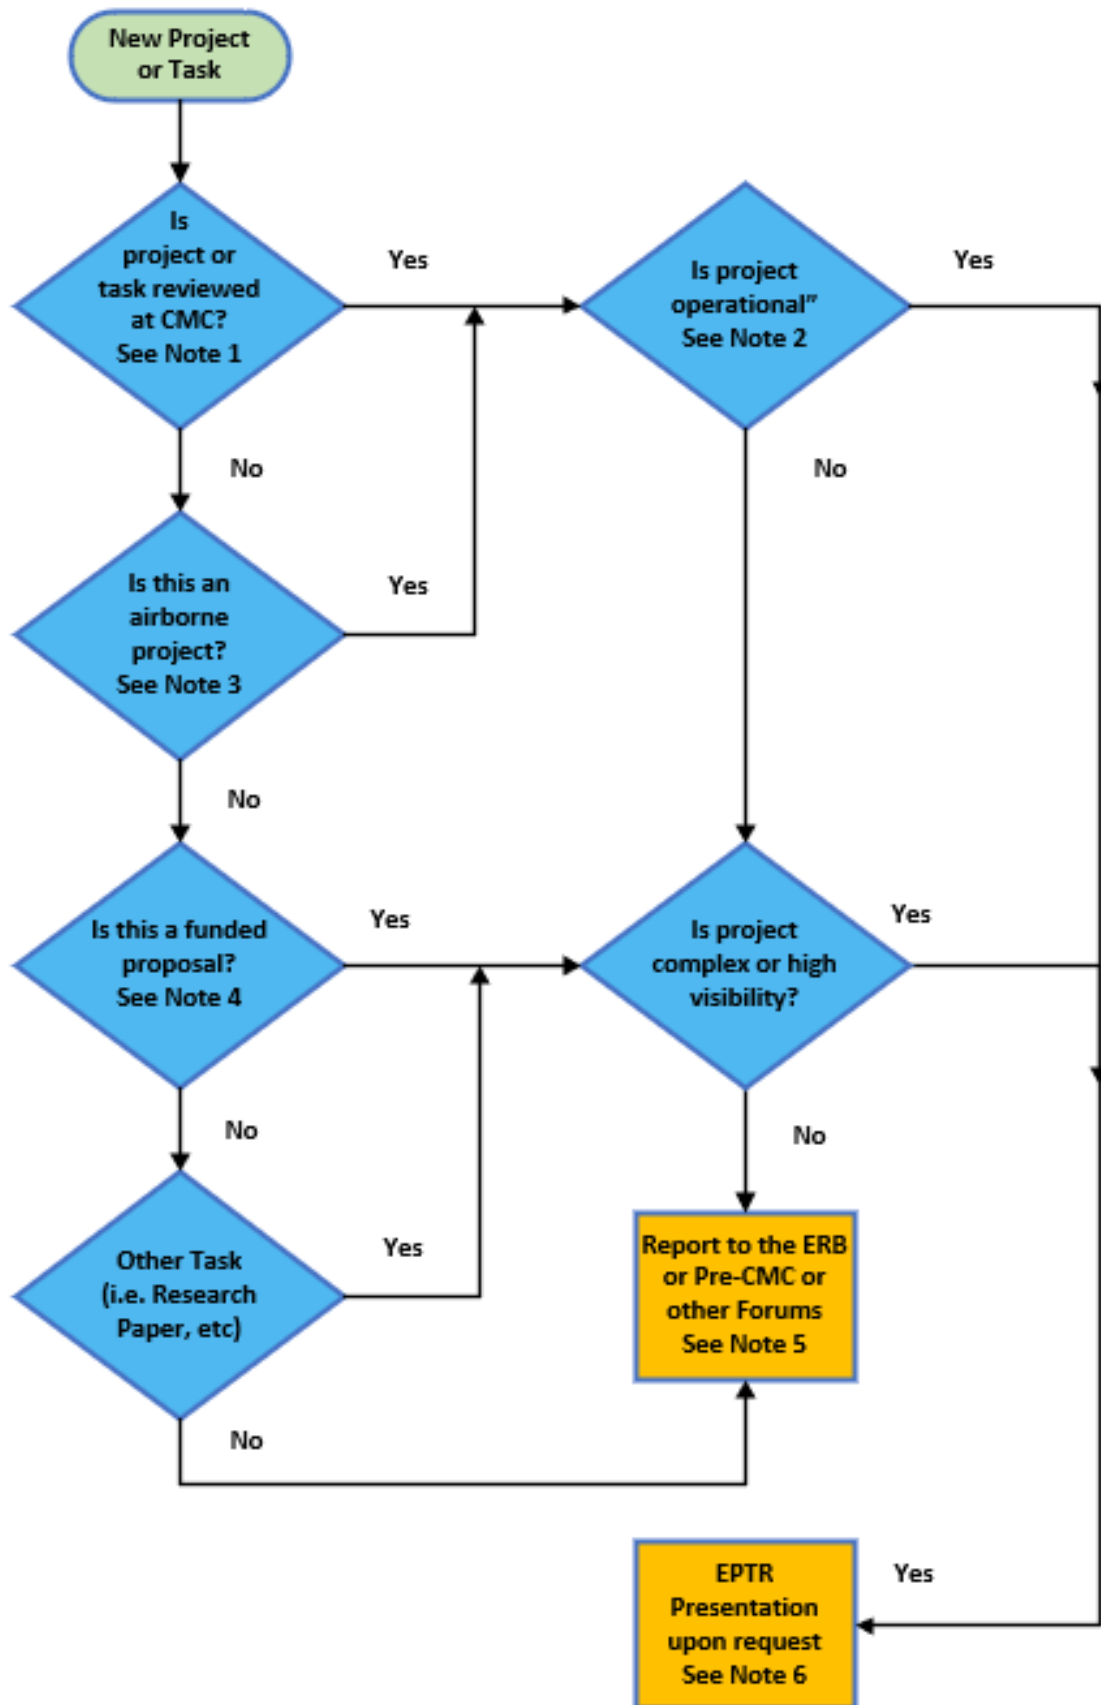 New Project
or Task
Is
project or
task reviewed
at CMC?
See Note 1
Yes
Is project
operational”
See Note 2
Yes
No
No
Is this an
airborne
project?
See Note 3
Yes
No
Is this a funded
proposal?
See Note 4
Yes
Is project
complex or high
visibility?
Yes
No
No
Other Task
(i.e. Research
Paper, etc)
Yes
Report to the ERB
or Pre-CMC or
other Forums
See Note 5
No
EPTR
Presentation
upon request
See Note 6
Yes